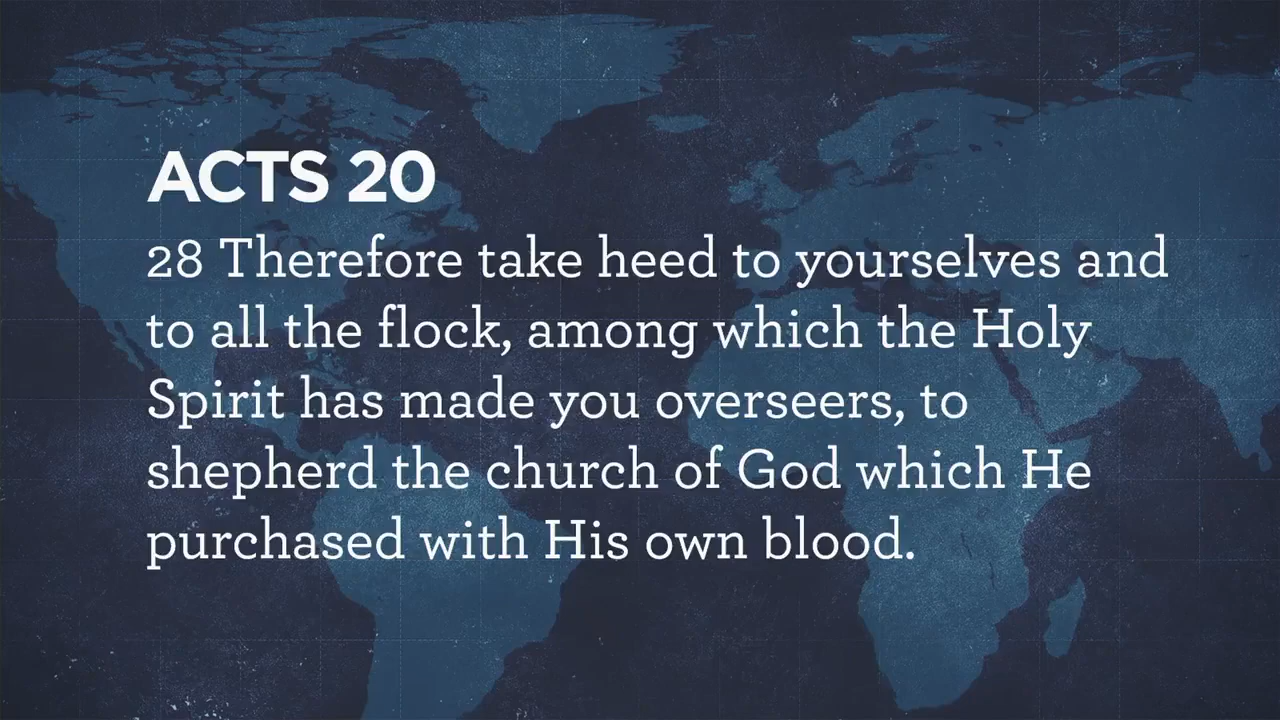 ACTS 20
28 Therefore take heed to yourselves and
to all the flock, among which the Holy
Spirit has made you overseers, to
shepherd the church of God which He
purchased with His own blood.